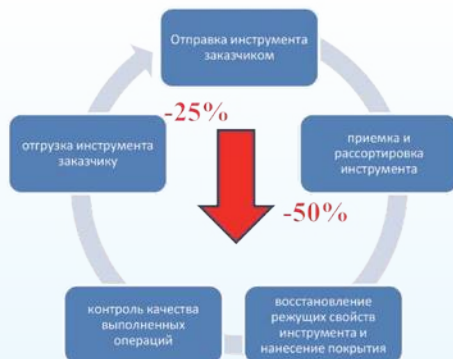 Отправка инструмента
заказчиком
-25%
отгрузка инструмента
заказчику
приемка и
рассортировка
инструмента
-50%
контроль качества
выполненных
операций
восстановление
режущих свойств
инструмента и
нанесение покрытия